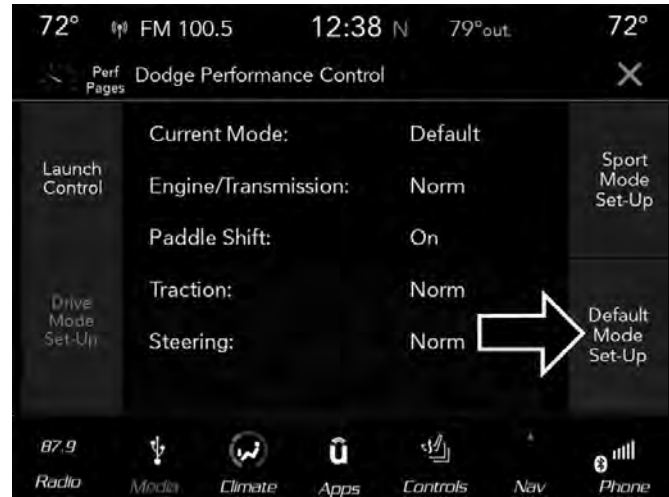 72° FM 100.5 12:38 N 79°out. 72°
Perf
Pages
Dodge Performance Control
Launch
Control
Drive
Mode
Set-Up
Current Mode: Default
Engine/Transmission: Norm
Paddle Shift: On
Traction: Norm
Steering: Norm
Sport
Mode
Set-Up
Default
Mode
Set-Up
87.9
Radio
Media
Climate
û
Apps
Controls
Nav
Phone